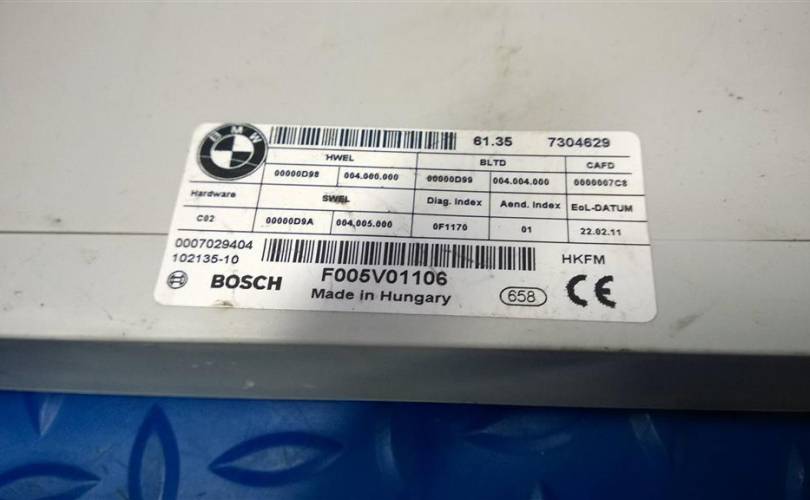 BMW
61.35 7304629
HWEL BLTD CAFD
00000D98 004.000.000 00000D99 004.004.000 0000007C8
Hardware SWEL Diag. Index Aend. Index EoL-DATUM
C02 00000D9A 004.005.000 0F1170 01 22.02.11
0007029404
102135-10 HKFM
BOSCH F005V01106
Made in Hungary 658 CE